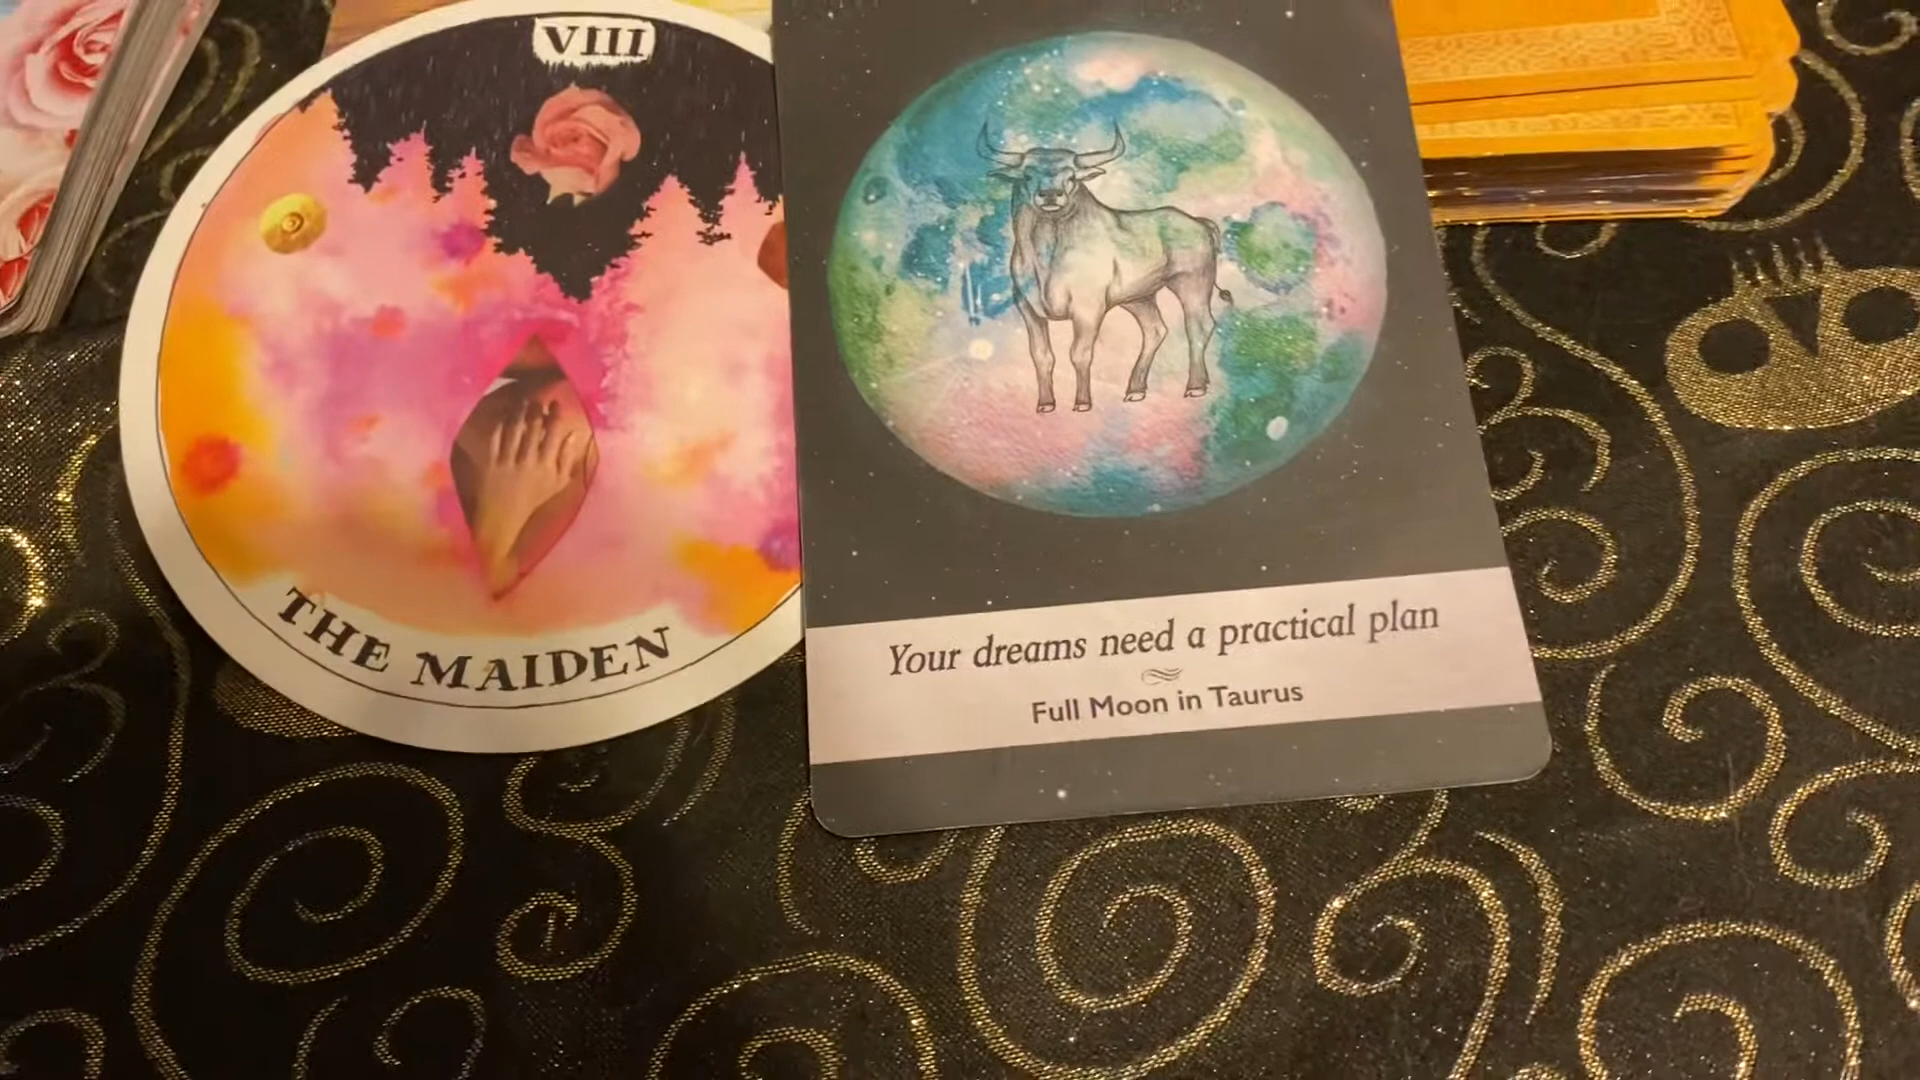 VIII
THE MAIDEN
Your dreams need a practical plan
Full Moon in Taurus